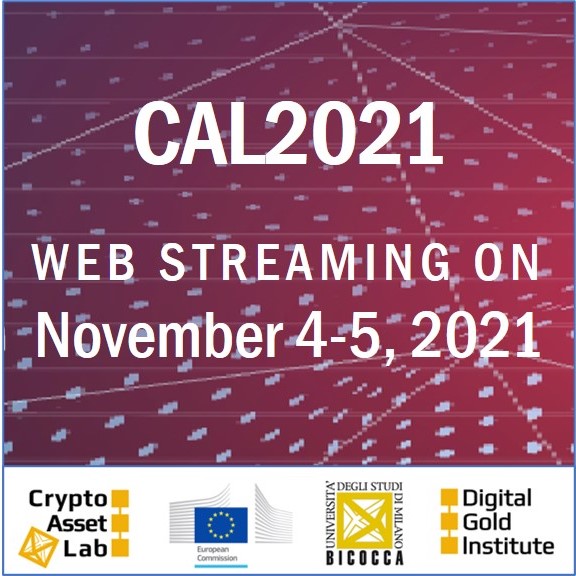 CAL2021
WEB STREAMING ON
November 4-5, 2021
Crypto
Asset
Lab
European
Commission
UNIVERSITÀ
DEGLI STUDI
DI MILANO
BICOCCA
Digital
Gold
Institute